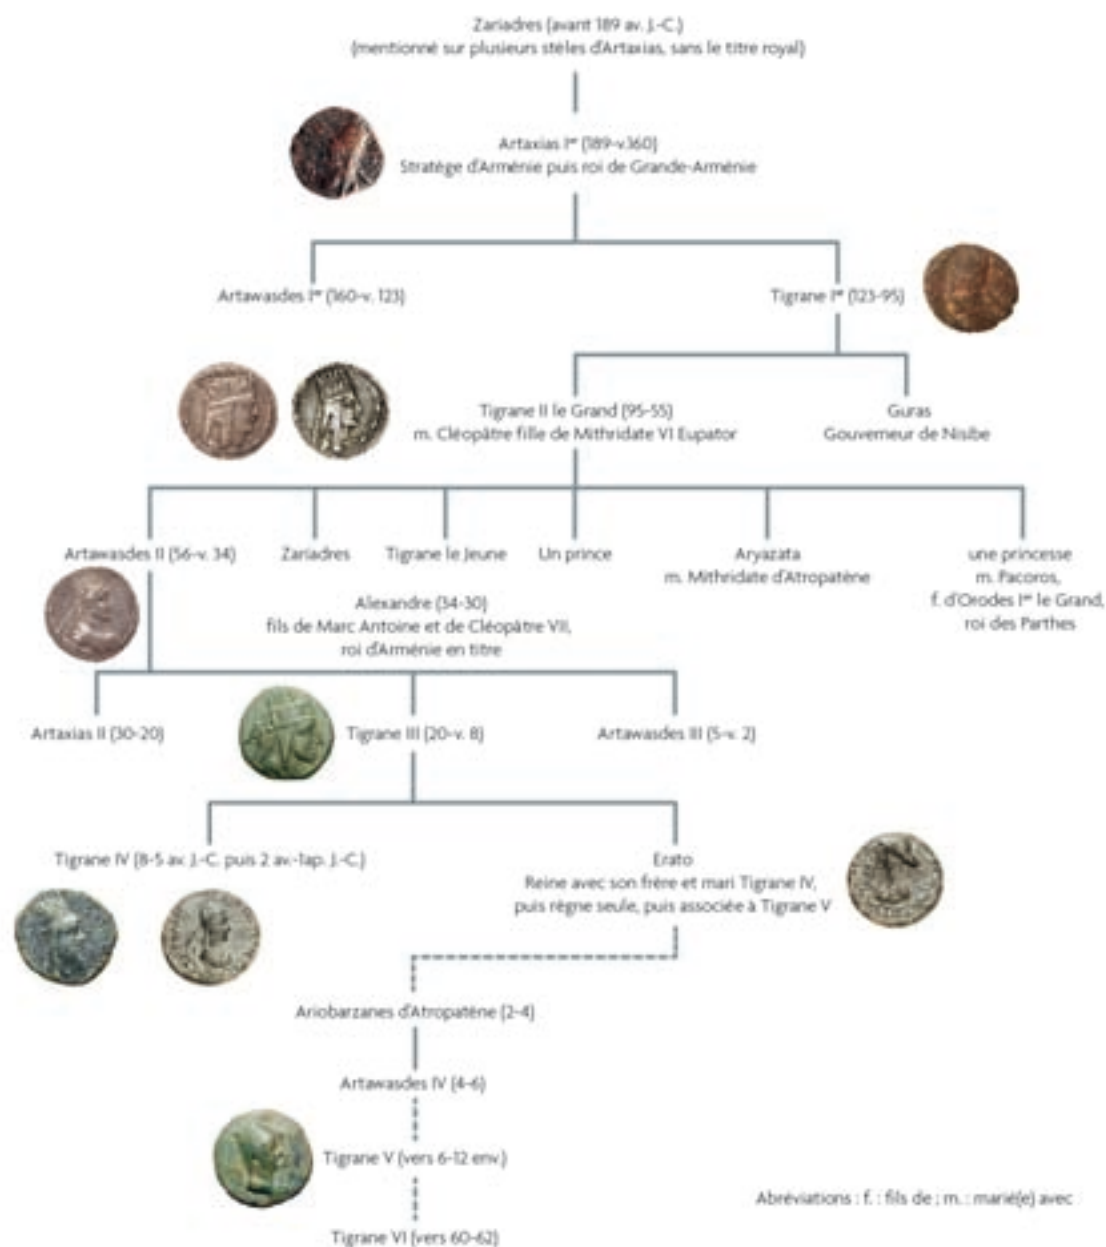 Zariadres (avant 189 av. J.-C.)
(mentionné sur plusieurs stèles d'Artaxias, sans le titre royal)
Artaxias Iᵉʳ (189-v.160)
Stratège d'Arménie puis roi de Grande-Arménie
Artawasdes Iᵉʳ (160-v. 123)
Tigrane Iᵉʳ (123-95)
Tigrane II le Grand (95-55)
m. Cléopâtre fille de Mithridate VI Eupator
Guras
Gouverneur de Nisibe
Artawasdes II (56-v. 34)
Zariadres
Tigrane le Jeune
Un prince
Aryazata
m. Mithridate d'Atropatène
une princesse
m. Pacoros,
f. d'Orodes Iᵉʳ le Grand,
roi des Parthes
Alexandre (34-30)
fils de Marc Antoine et de Cléopâtre VII,
roi d'Arménie en titre
Artaxias II (30-20)
Tigrane III (20-v. 8)
Artawasdes III (5-v. 2)
Tigrane IV (8-5 av. J.-C. puis 2 av.-1ap. J.-C.)
Erato
Reine avec son frère et mari Tigrane IV,
puis règne seule, puis associée à Tigrane V
Ariobarzanes d'Atropatène (2-4)
Artawasdes IV (4-6)
Tigrane V (vers 6-12 env.)
Abréviations : f. : fils de ; m. : marié(e) avec
Tigrane VI (vers 60-62)